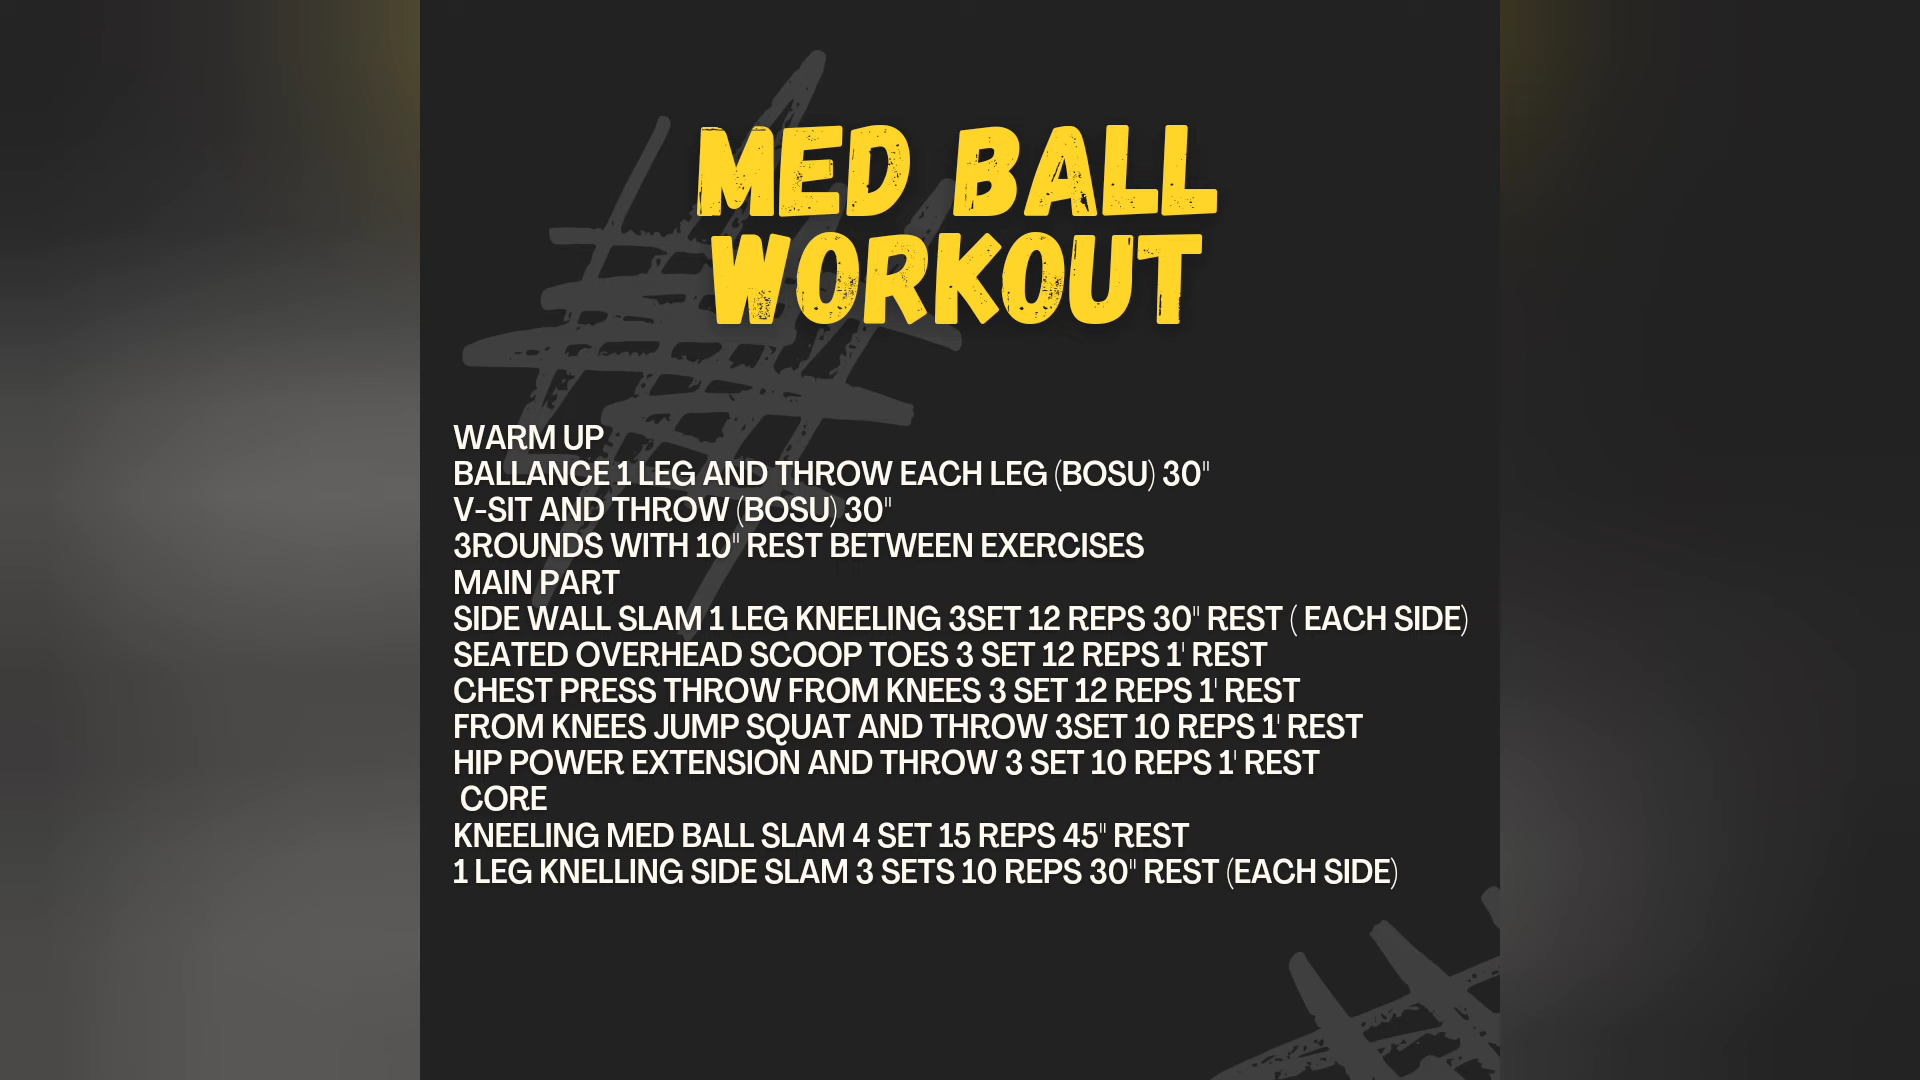 MED BALL
WORKOUT
WARM UP
BALLANCE 1 LEG AND THROW EACH LEG (BOSU) 30"
V-SIT AND THROW (BOSU) 30"
3ROUNDS WITH 10" REST BETWEEN EXERCISES
MAIN PART
SIDE WALL SLAM 1 LEG KNEELING 3SET 12 REPS 30" REST ( EACH SIDE)
SEATED OVERHEAD SCOOP TOES 3 SET 12 REPS 1' REST
CHEST PRESS THROW FROM KNEES 3 SET 12 REPS 1' REST
FROM KNEES JUMP SQUAT AND THROW 3SET 10 REPS 1' REST
HIP POWER EXTENSION AND THROW 3 SET 10 REPS 1' REST
CORE
KNEELING MED BALL SLAM 4 SET 15 REPS 45" REST
1 LEG KNELLING SIDE SLAM 3 SETS 10 REPS 30" REST (EACH SIDE)